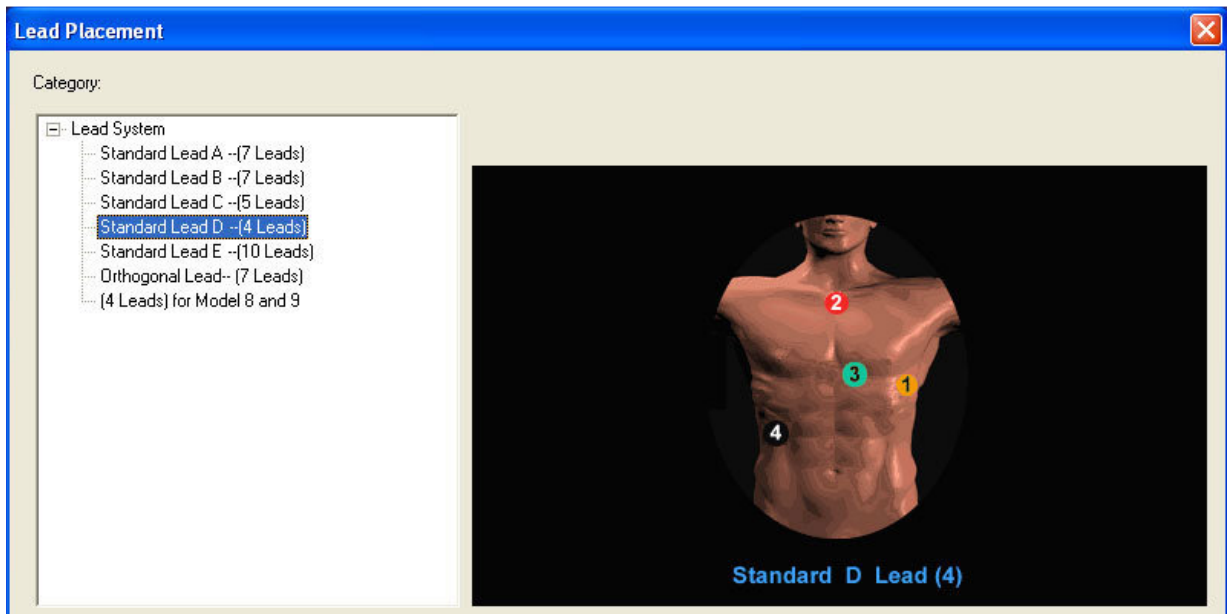 Lead Placement
Category:
Lead System
Standard Lead A --(7 Leads)
Standard Lead B --(7 Leads)
Standard Lead C --(5 Leads)
Standard Lead D --(4 Leads)
Standard Lead E --(10 Leads)
Orthogonal Lead-- (7 Leads)
(4 Leads) for Model 8 and 9
2
3
1
4
Standard D Lead (4)